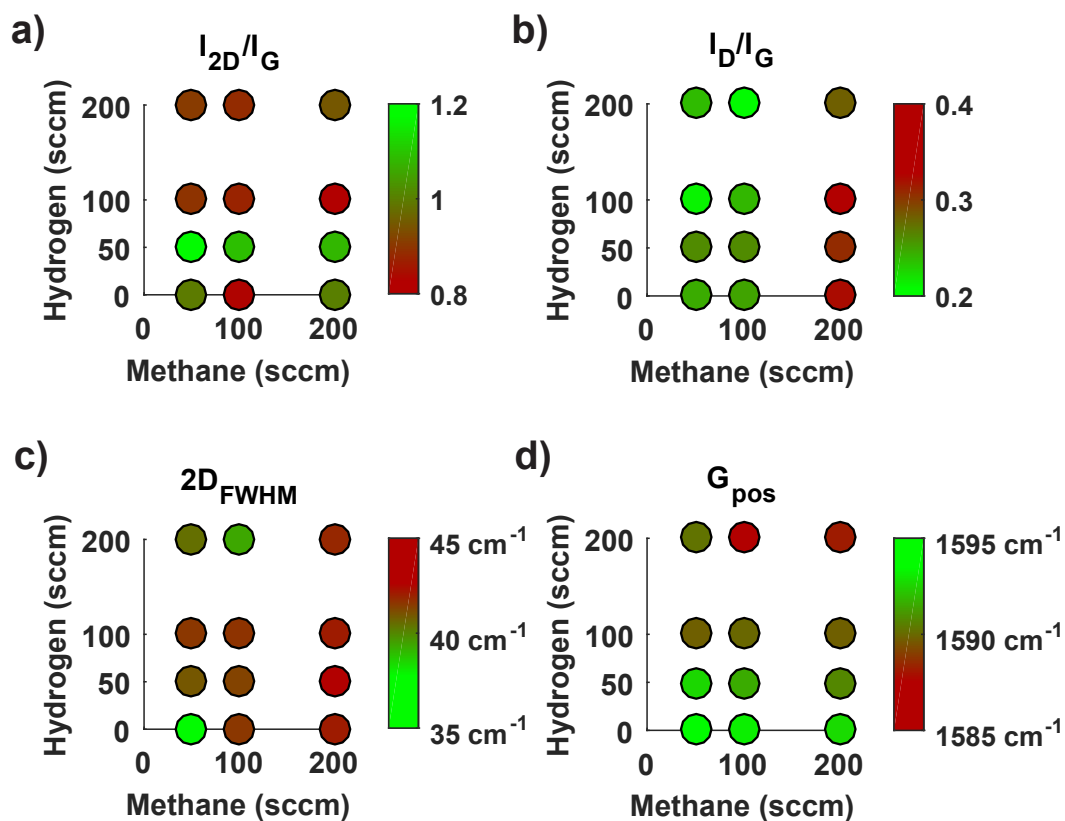 a)
I2D/IG
Hydrogen (sccm)
200
100
50
0
0 100 200
Methane (sccm)
1.2
1
0.8
b)
ID/IG
Hydrogen (sccm)
200
100
50
0
0 100 200
Methane (sccm)
0.4
0.3
0.2
c)
2DFWHM
Hydrogen (sccm)
200
100
50
0
0 100 200
Methane (sccm)
45 cm-1
40 cm-1
35 cm-1
d)
Gpos
Hydrogen (sccm)
200
100
50
0
0 100 200
Methane (sccm)
1595 cm-1
1590 cm-1
1585 cm-1